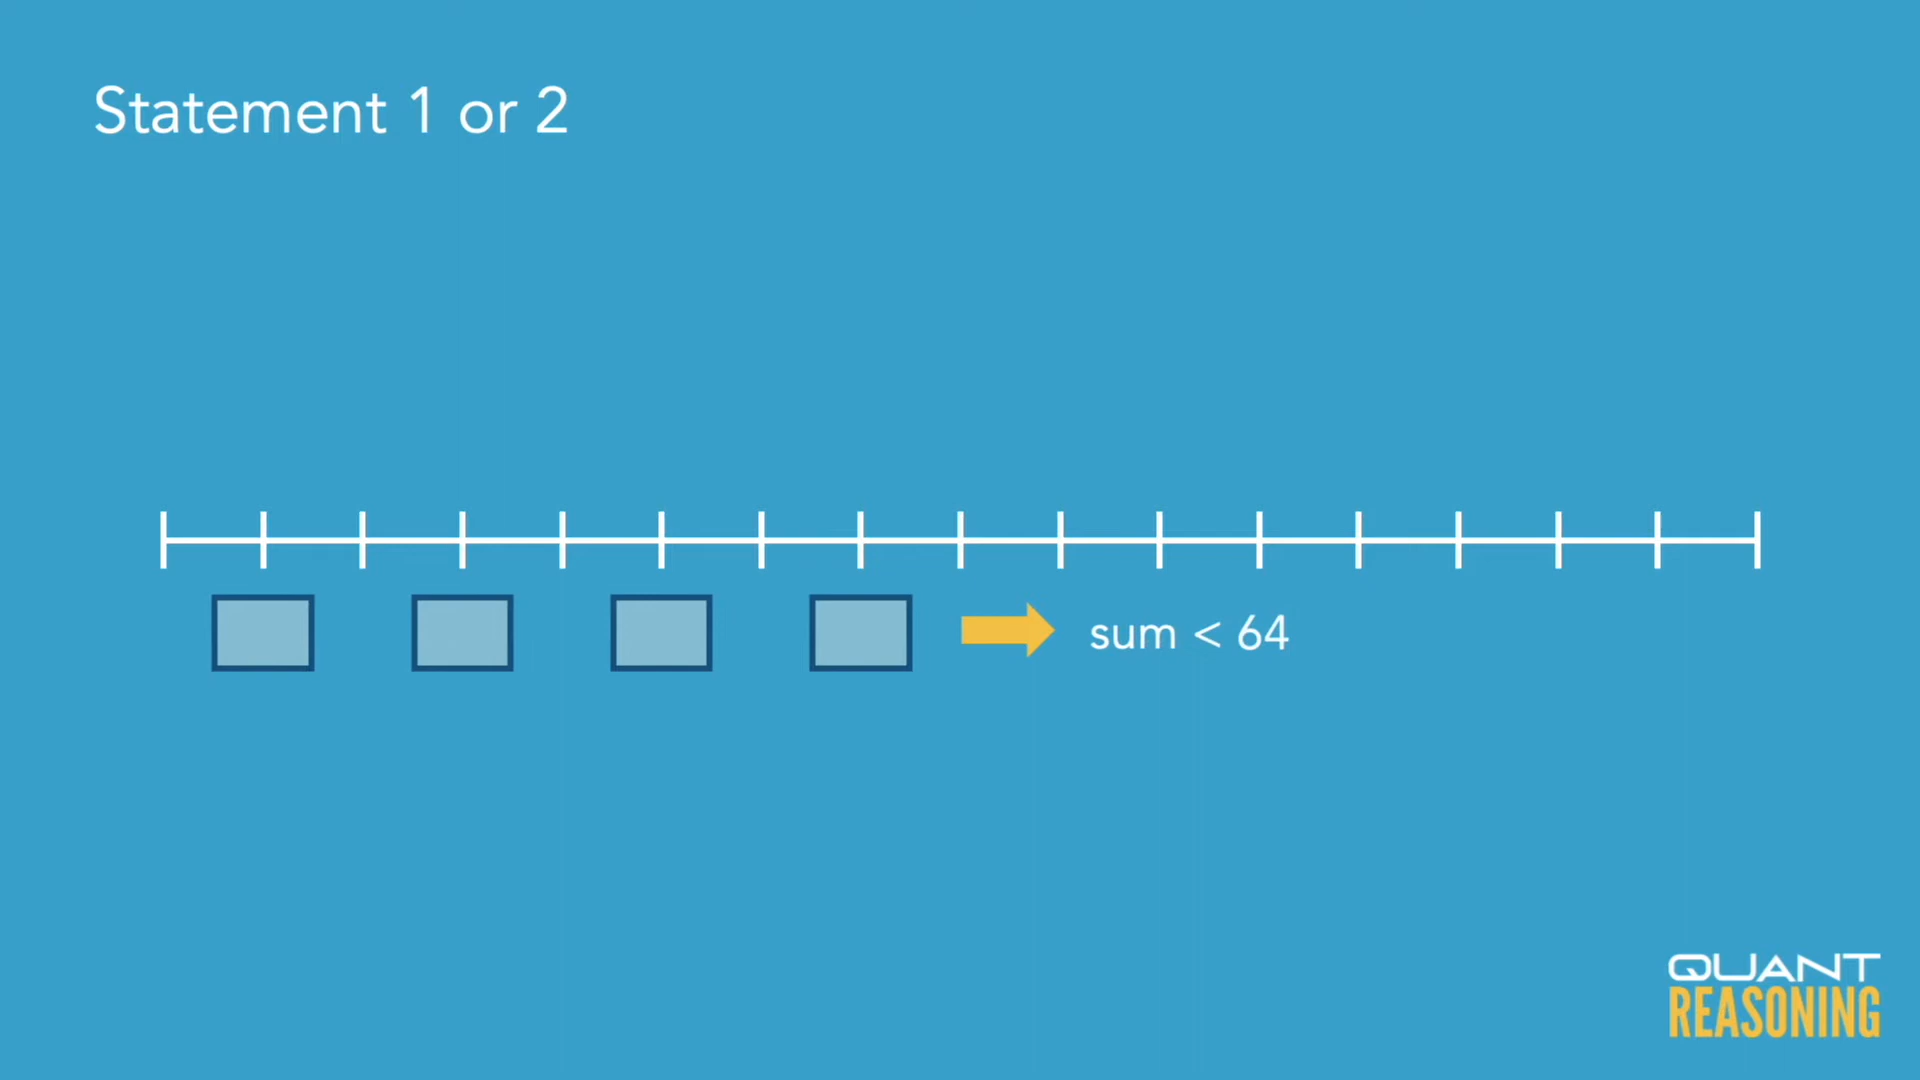 Statement 1 or 2
sum < 64
QUANT
REASONING